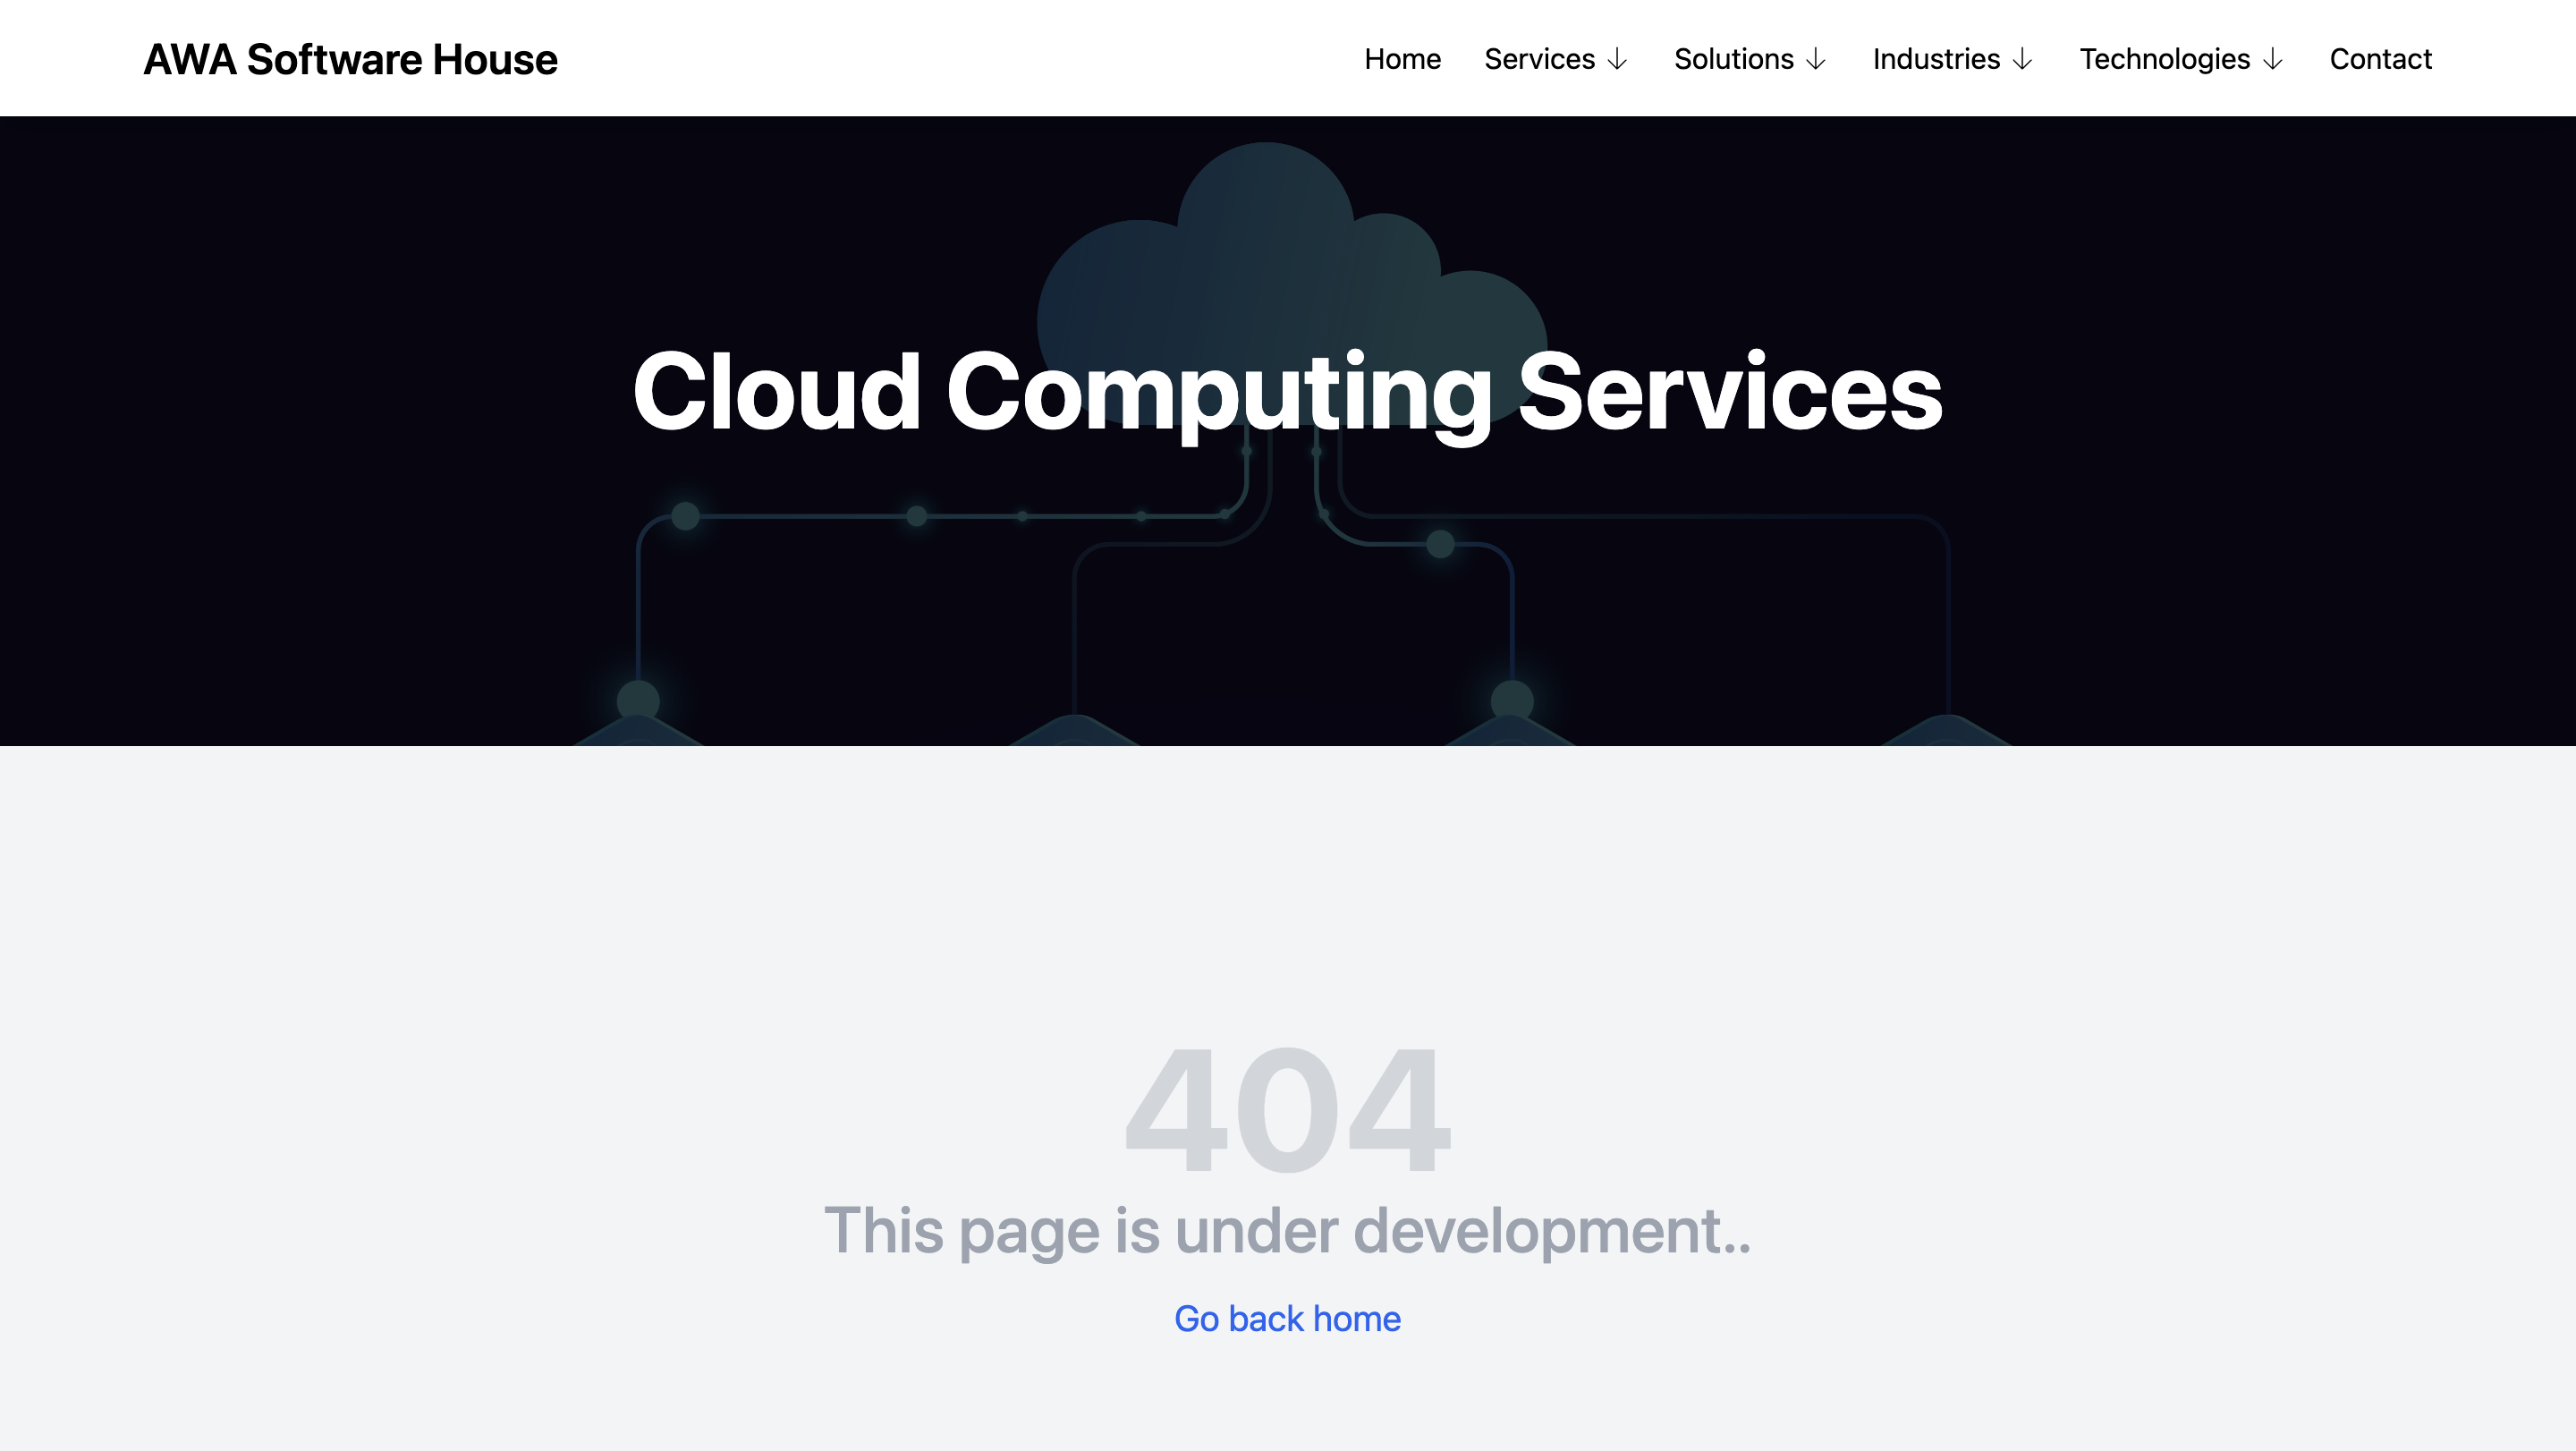 AWA Software House
Home Services ↓ Solutions ↓ Industries ↓ Technologies ↓ Contact
Cloud Computing Services
404
This page is under development..
Go back home